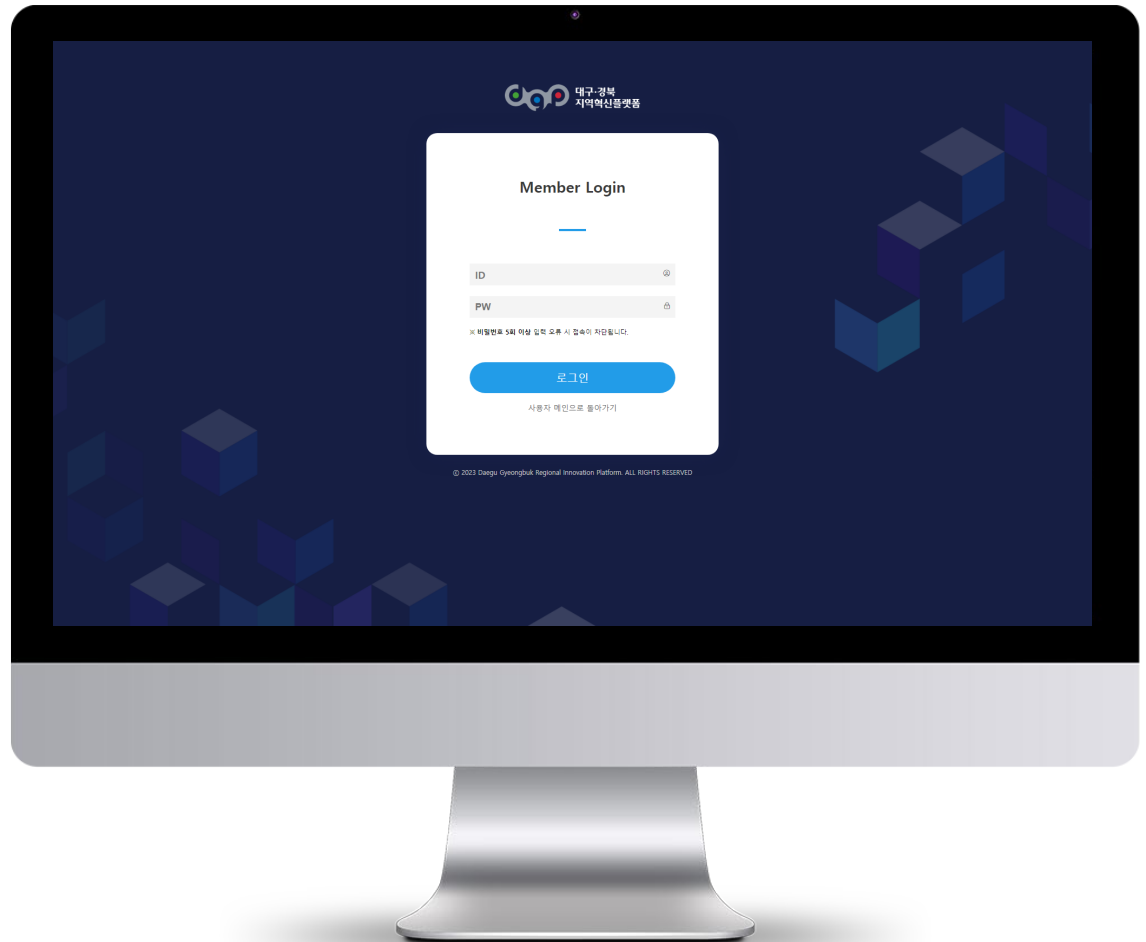 대구·경북
지역혁신플랫폼
Member Login
ID
PW
※ 비밀번호 5회 이상 입력 오류 시 접속이 차단됩니다.
로그인
사용자 메인으로 돌아가기
© 2023 Daegu Gyeongbuk Regional Innovation Platform. ALL RIGHTS RESERVED